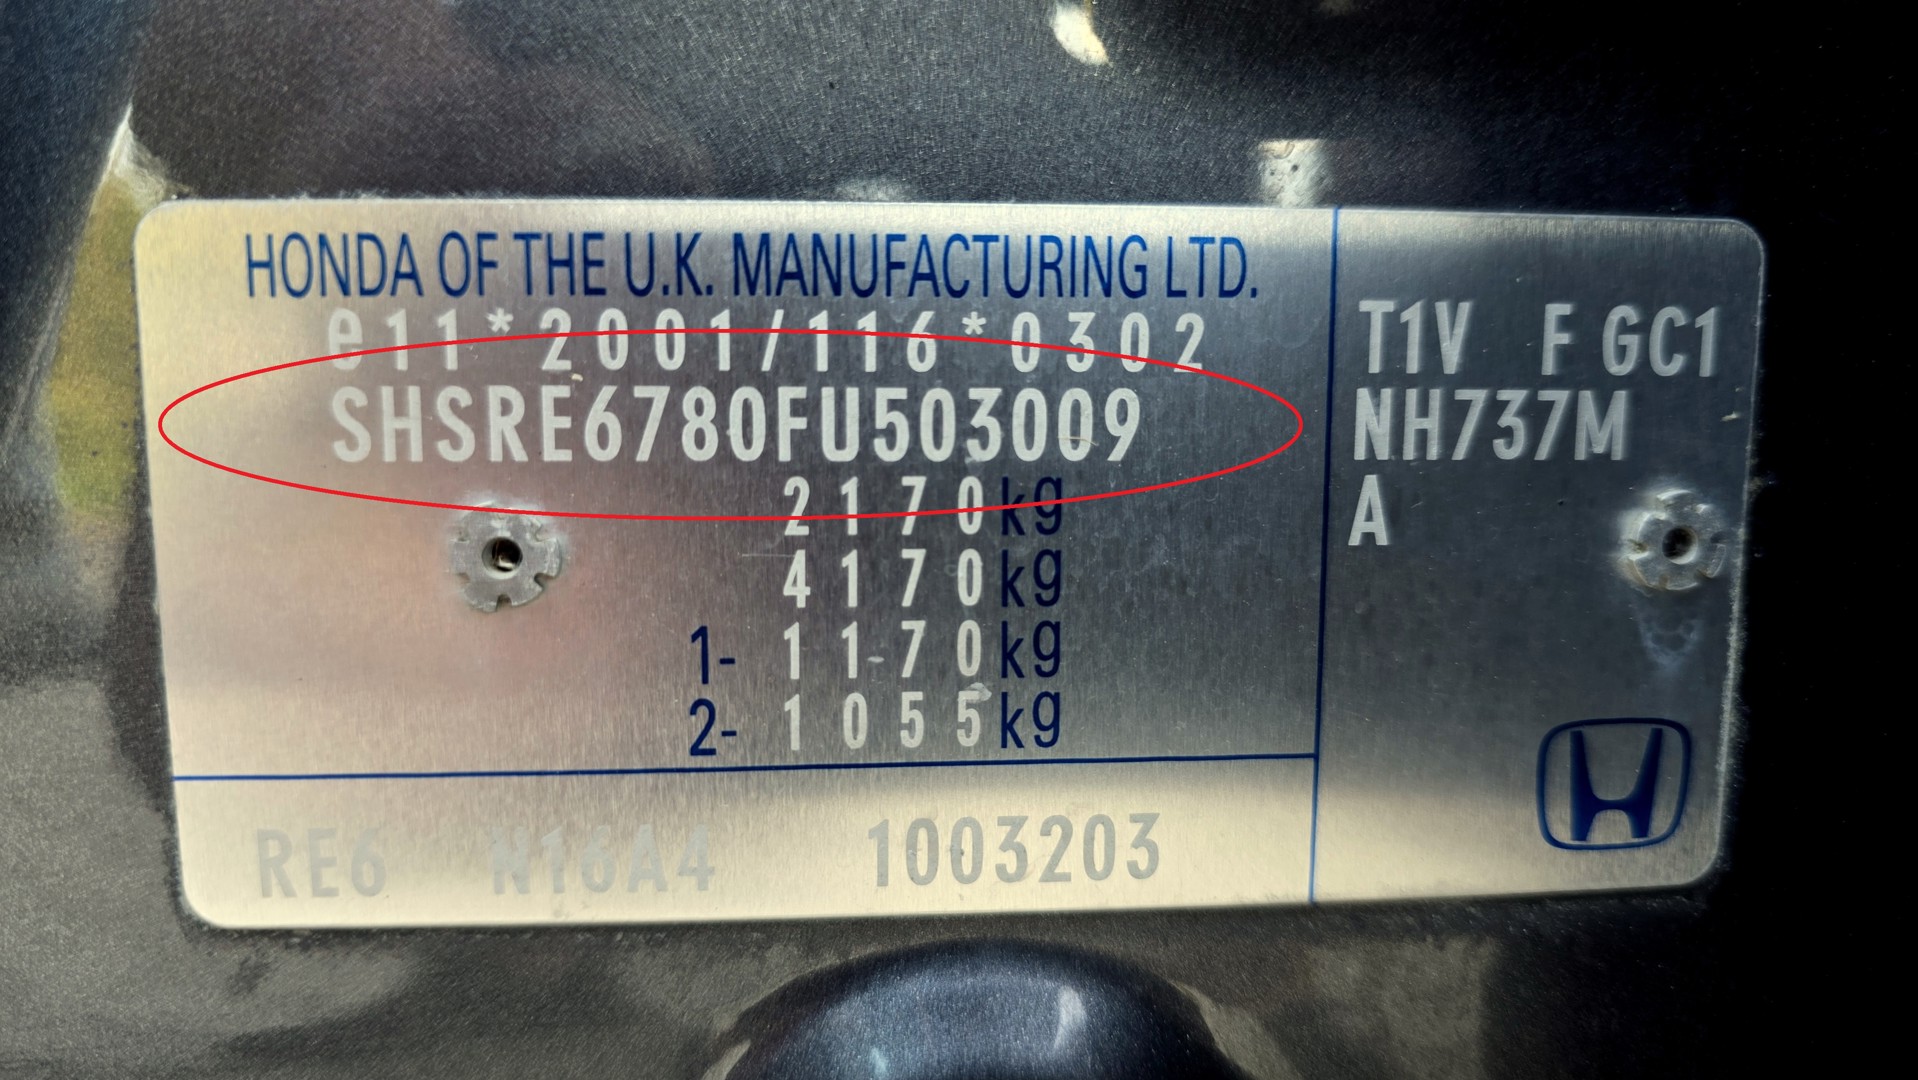 HONDA OF THE U.K. MANUFACTURING LTD.
e11*2001/116*0302
SHSRE6780FU503009
2170kg
4170kg
1- 1170kg
2- 1055kg
T1V F GC1
NH737M
A
RE6 N16A4 1003203